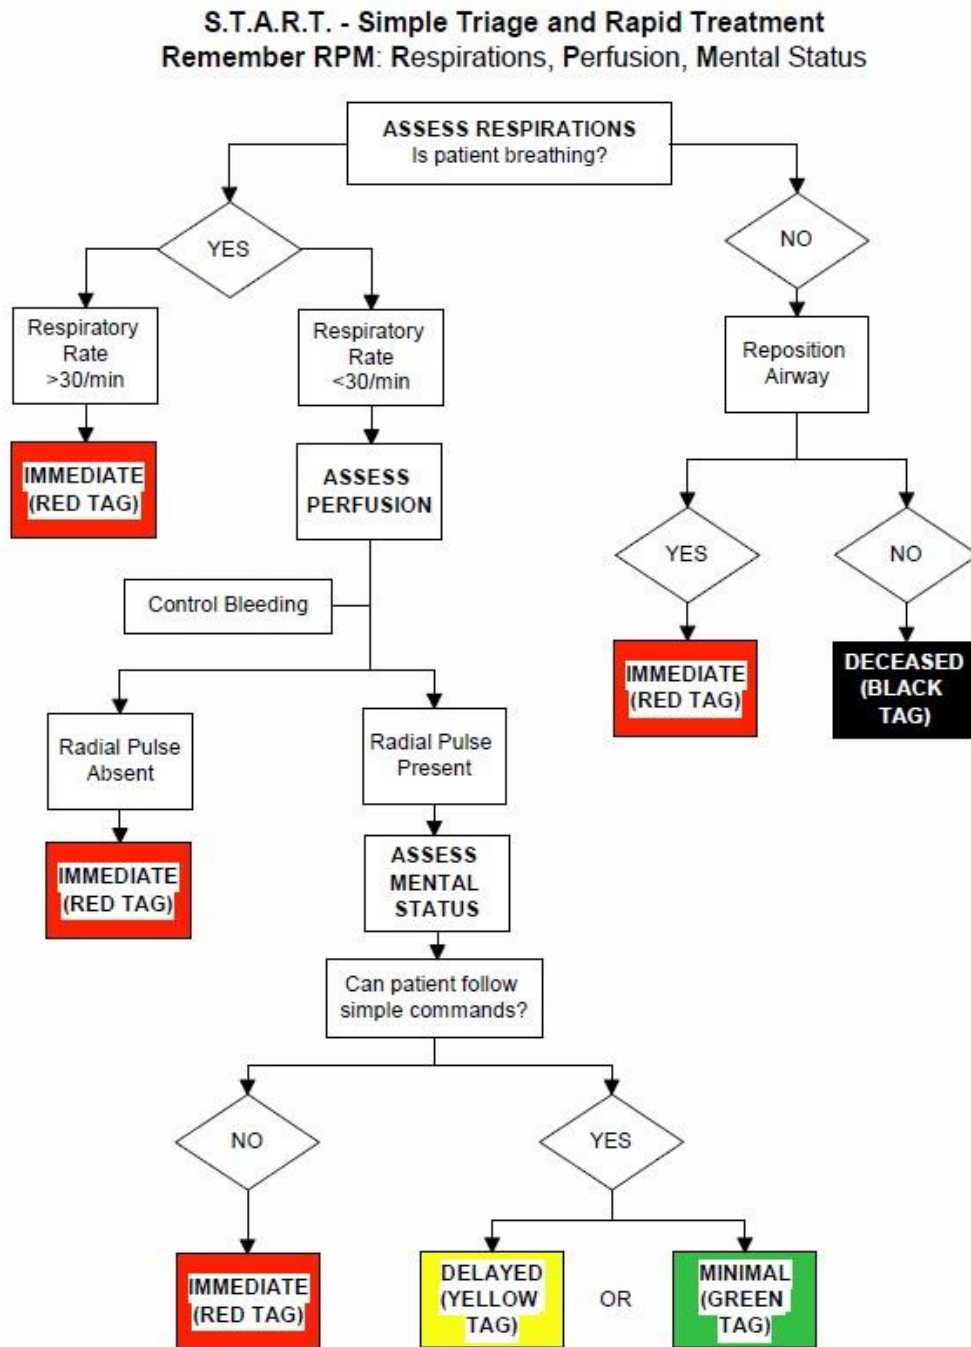 S.T.A.R.T. - Simple Triage and Rapid Treatment
Remember RPM: Respirations, Perfusion, Mental Status
ASSESS RESPIRATIONS
Is patient breathing?
YES
NO
Respiratory
Rate
>30/min
Respiratory
Rate
<30/min
Reposition
Airway
IMMEDIATE
(RED TAG)
ASSESS
PERFUSION
YES
NO
Control Bleeding
IMMEDIATE
(RED TAG)
DECEASED
(BLACK
TAG)
Radial Pulse
Absent
Radial Pulse
Present
IMMEDIATE
(RED TAG)
ASSESS
MENTAL
STATUS
Can patient follow
simple commands?
NO
YES
IMMEDIATE
(RED TAG)
DELAYED
(YELLOW
TAG)
OR
MINIMAL
(GREEN
TAG)